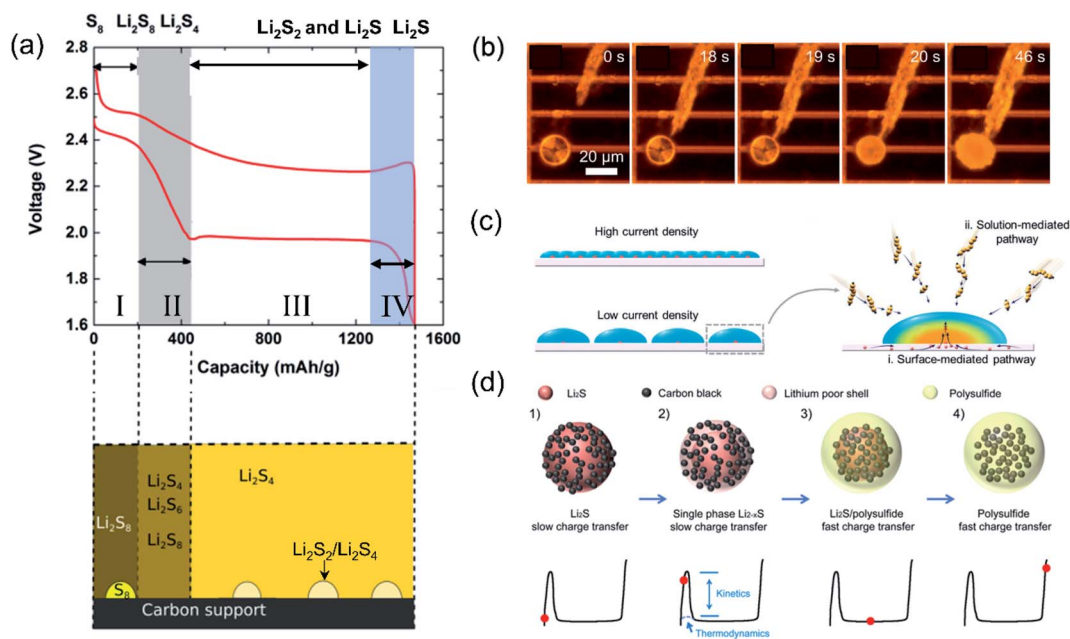 (a)
S₈ Li₂S₈ Li₂S₄ Li₂S₂ and Li₂S Li₂S
2.8
2.6
2.4
2.2
2.0
1.8
1.6
Voltage (V)
I II III IV
0 400 800 1200 1600
Capacity (mAh/g)
Li₂S₈
S₈
Li₂S₄
Li₂S₆
Li₂S₈
Li₂S₄
Li₂S₂/Li₂S₄
Carbon support
(b)
0 s 18 s 19 s 20 s 46 s
20 µm
(c)
High current density
Low current density
ii. Solution-mediated
pathway
i. Surface-mediated pathway
(d)
Li₂S Carbon black Lithium poor shell Polysulfide
1) 2) 3) 4)
Li₂S
slow charge transfer
Single phase Li₂₋ₓS
slow charge transfer
Li₂S/polysulfide
fast charge transfer
Polysulfide
fast charge transfer
Kinetics
Thermodynamics